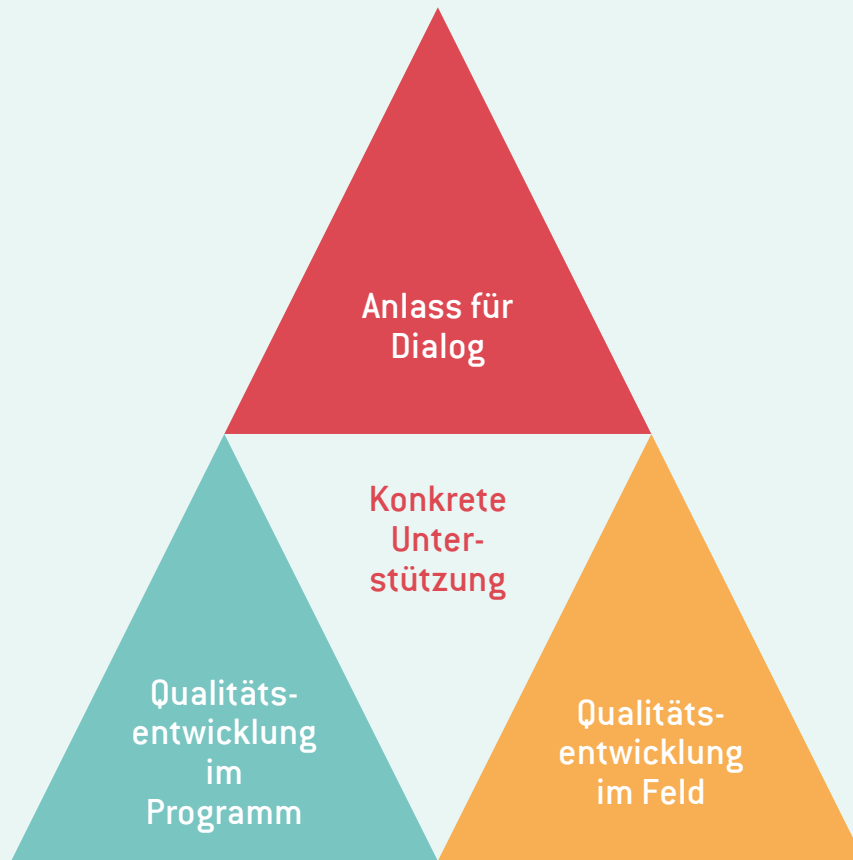 Anlass für
Dialog
Konkrete
Unter-
stützung
Qualitäts-
entwicklung
im
Programm
Qualitäts-
entwicklung
im Feld